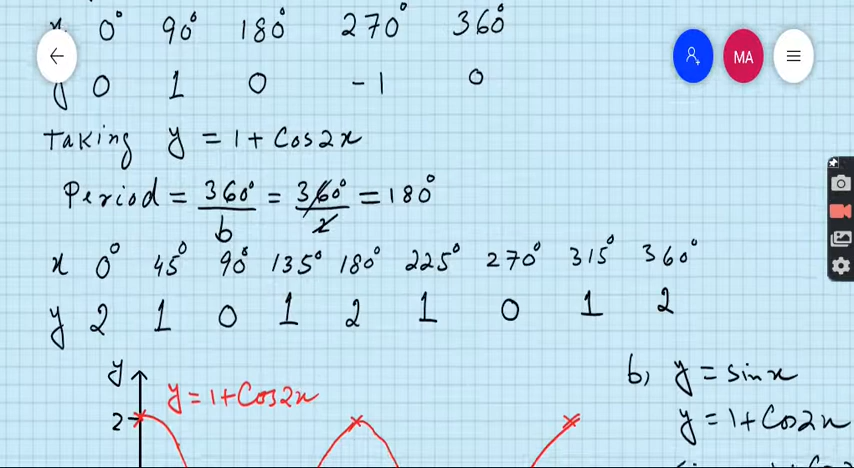 x 0° 90° 180° 270° 360°
y 0 1 0 -1 0
MA
Taking y = 1 + Cos2x
Period = 360°/b = 360°/2 = 180°
x 0° 45° 90° 135° 180° 225° 270° 315° 360°
y 2 1 0 1 2 1 0 1 2
y
y = 1 + Cos2x
2
b) y = sinx
y = 1 + Cos2x